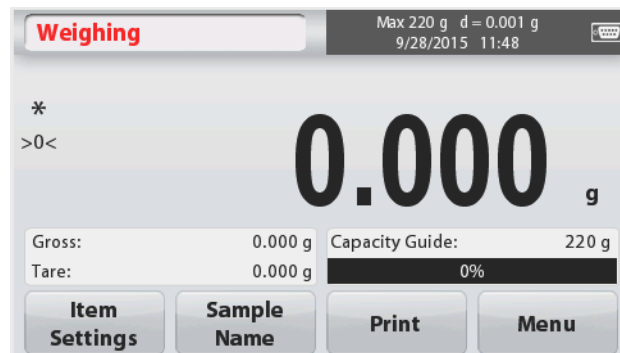 Weighing
Max 220 g d = 0.001 g
9/28/2015 11:48
*
>0<
0.000 g
Gross: 0.000 g
Tare: 0.000 g
Capacity Guide: 220 g
0%
Item Settings
Sample Name
Print
Menu